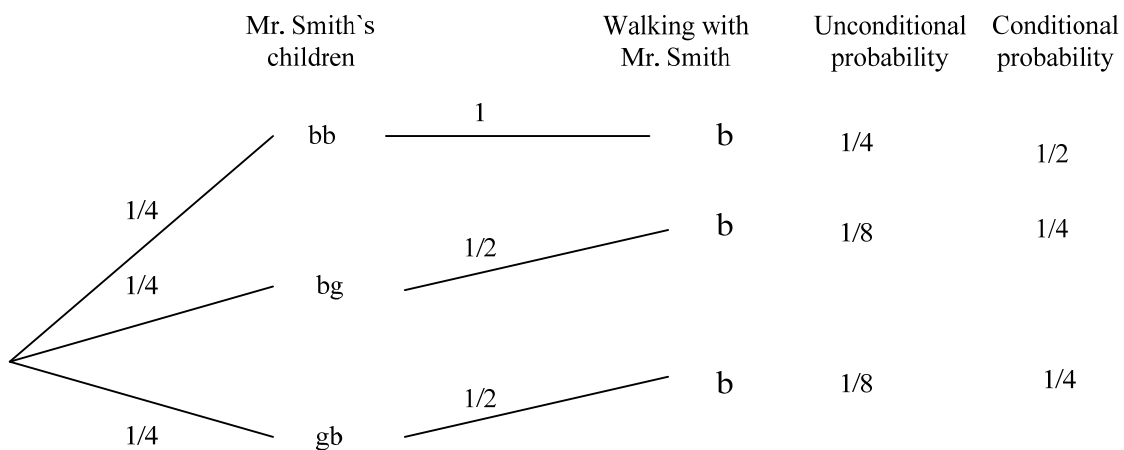 Mr. Smith`s
children
Walking with
Mr. Smith
Unconditional
probability
Conditional
probability
1
bb
b
1/4
1/2
1/4
1/2
b
1/8
1/4
1/4
bg
1/2
b
1/8
1/4
1/4
gb